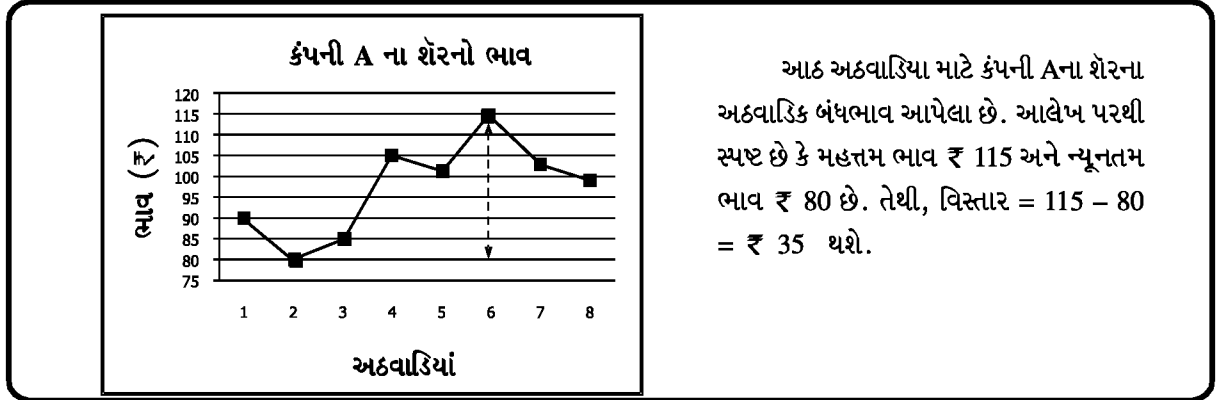 કંપની A ના શૅરનો ભાવ
120
115
110
105
100
95
90
85
80
75
ભાવ (₹)
1 2 3 4 5 6 7 8
અઠવાડિયાં
આઠ અઠવાડિયા માટે કંપની Aના શૅરના
અઠવાડિક બંધભાવ આપેલા છે. આલેખ પરથી
સ્પષ્ટ છે કે મહત્તમ ભાવ ₹ 115 અને ન્યૂનતમ
ભાવ ₹ 80 છે. તેથી, વિસ્તાર = 115 – 80
= ₹ 35 થશે.